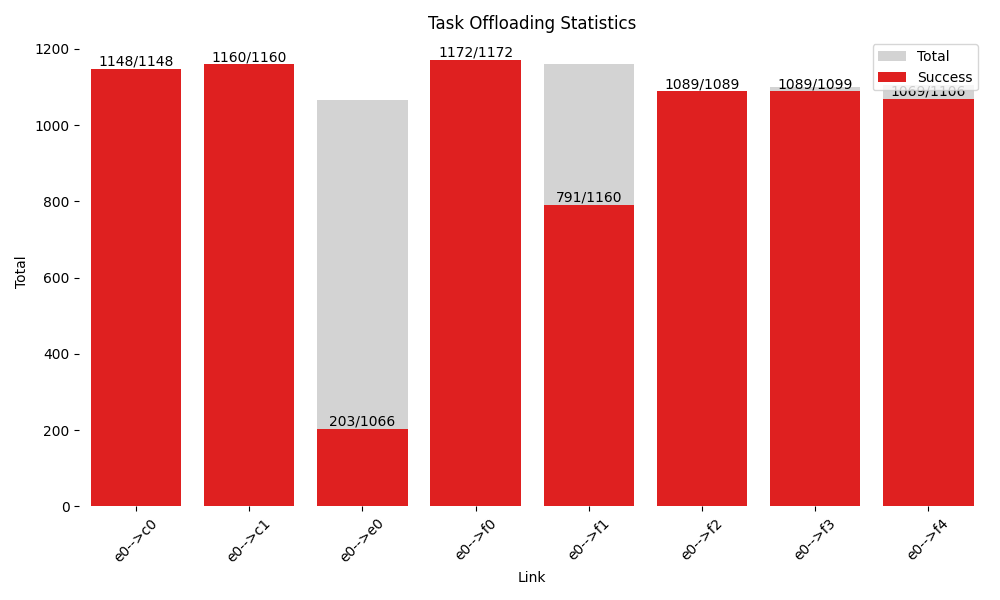 Task Offloading Statistics
Total
Success
1200
1000
800
600
400
200
0
Total
1148/1148
1160/1160
203/1066
1172/1172
791/1160
1089/1089
1089/1099
1069/1106
e0-->c0
e0-->c1
e0-->e0
e0-->f0
e0-->f1
e0-->f2
e0-->f3
e0-->f4
Link